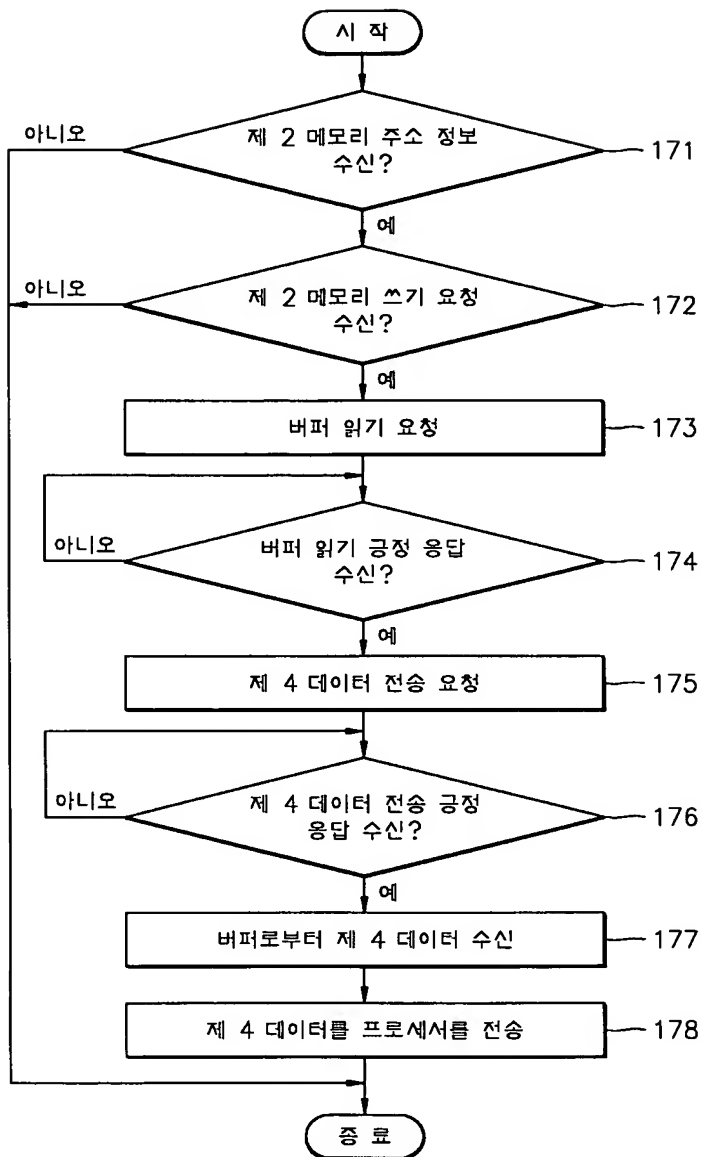 시 작
아니오
제 2 메모리 주소 정보
수신?
171
예
아니오
제 2 메모리 쓰기 요청
수신?
172
예
버퍼 읽기 요청
173
아니오
버퍼 읽기 긍정 응답
수신?
174
예
제 4 데이터 전송 요청
175
아니오
제 4 데이터 전송 긍정
응답 수신?
176
예
버퍼로부터 제 4 데이터 수신
177
제 4 데이터를 프로세서를 전송
178
종 료